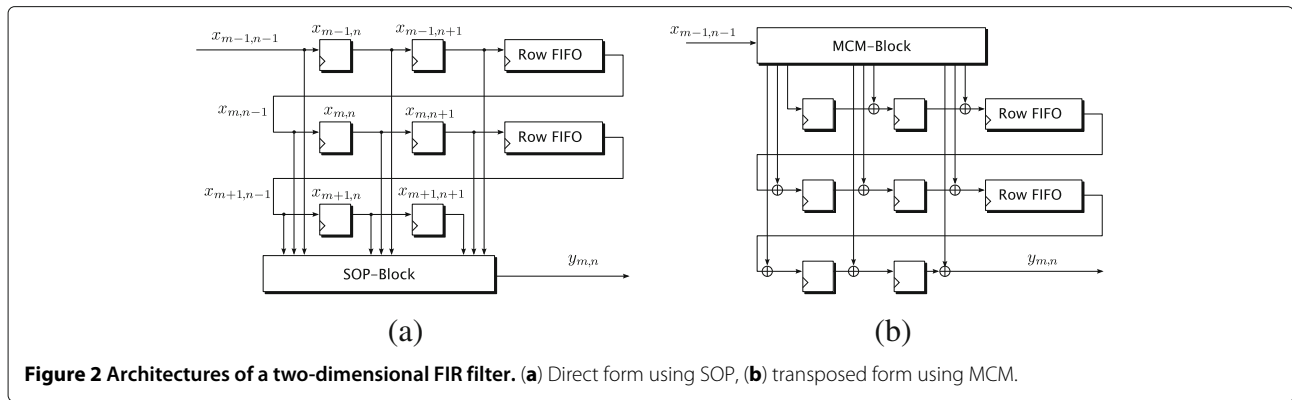 x_{m−1,n−1} x_{m−1,n} x_{m−1,n+1} Row FIFO
x_{m,n−1} x_{m,n} x_{m,n+1} Row FIFO
x_{m+1,n−1} x_{m+1,n} x_{m+1,n+1}
SOP-Block y_{m,n}
(a)
x_{m−1,n−1} MCM-Block
Row FIFO
Row FIFO
y_{m,n}
(b)
Figure 2 Architectures of a two-dimensional FIR filter. (a) Direct form using SOP, (b) transposed form using MCM.